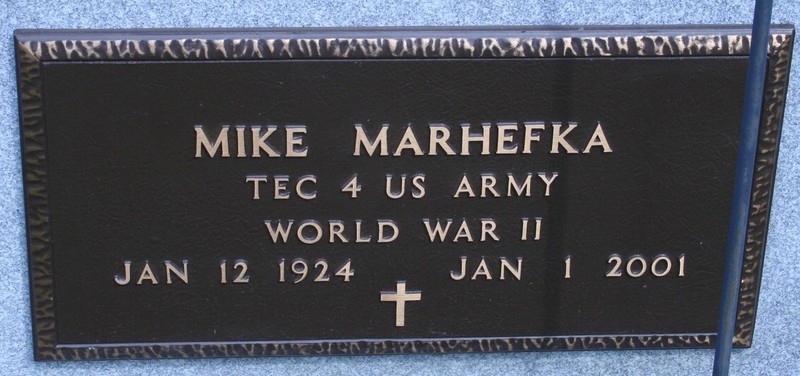 MIKE MARHEFKA
TEC 4 US ARMY
WORLD WAR II
JAN 12 1924 JAN 1 2001